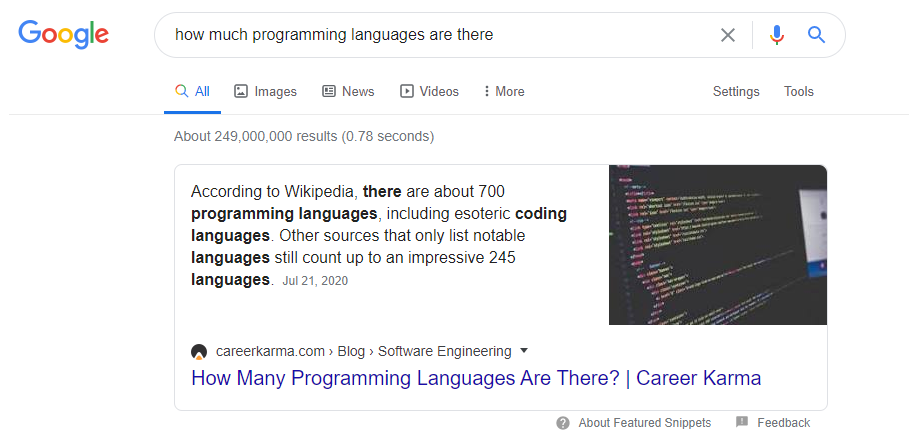 Google
how much programming languages are there
All Images News Videos More Settings Tools
About 249,000,000 results (0.78 seconds)
According to Wikipedia, there are about 700
programming languages, including esoteric coding
languages. Other sources that only list notable
languages still count up to an impressive 245
languages. Jul 21, 2020
careerkarma.com › Blog › Software Engineering
How Many Programming Languages Are There? | Career Karma
About Featured Snippets Feedback